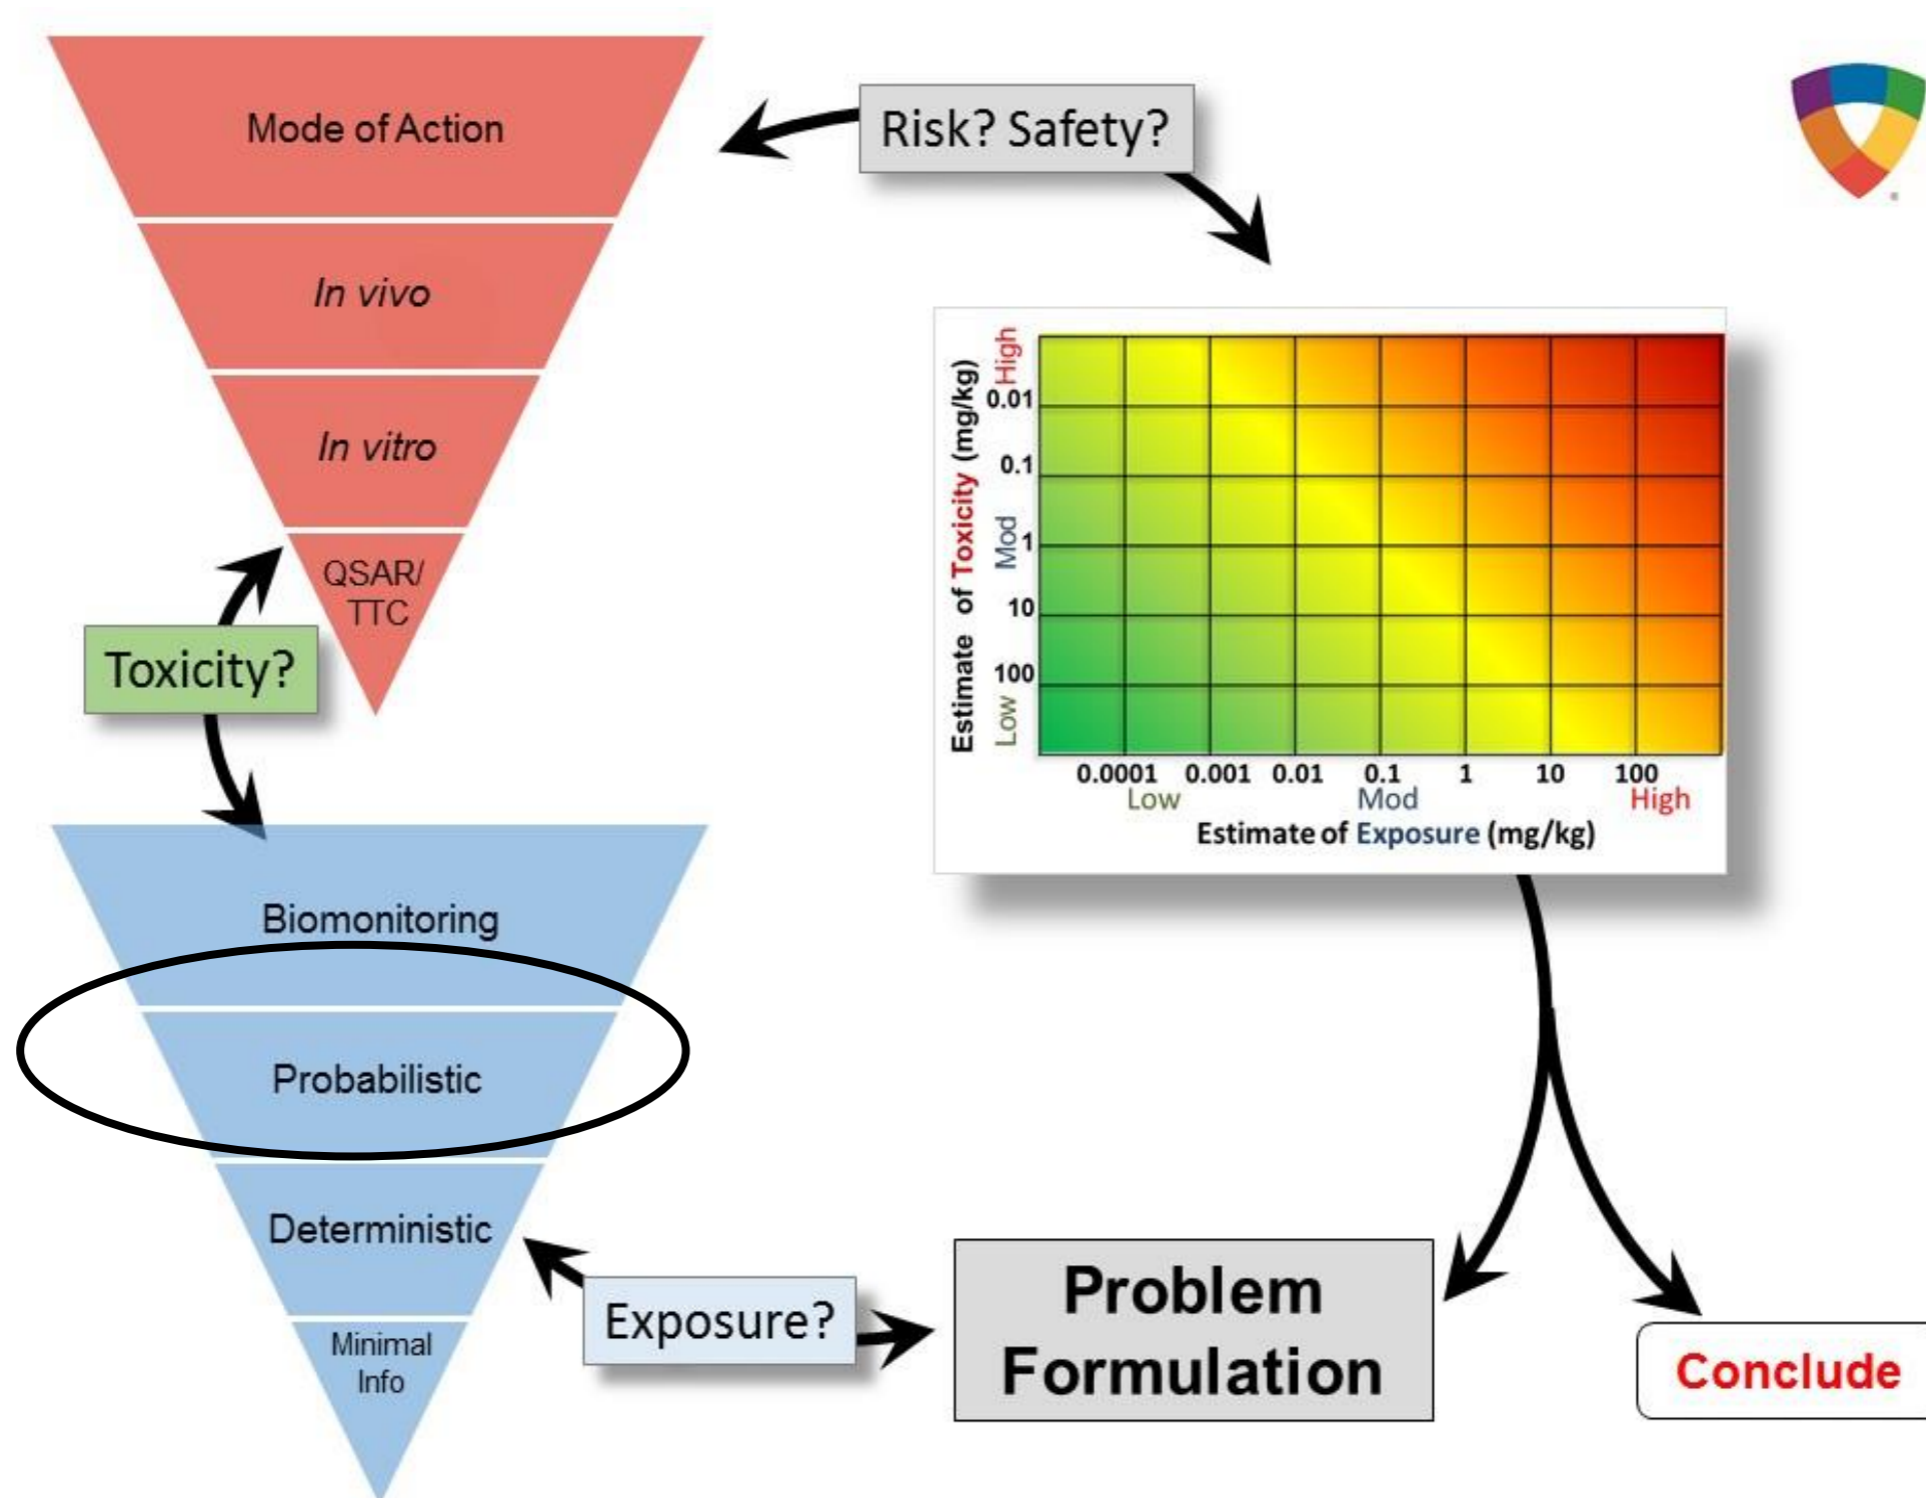 Mode of Action
In vivo
In vitro
QSAR/
TTC
Toxicity?
Risk? Safety?
Estimate of Toxicity (mg/kg)
High
Mod
Low
0.01
0.1
1
10
100
0.0001 0.001 0.01 0.1 1 10 100
Low Mod High
Estimate of Exposure (mg/kg)
Biomonitoring
Probabilistic
Deterministic
Minimal
Info
Exposure?
Problem
Formulation
Conclude